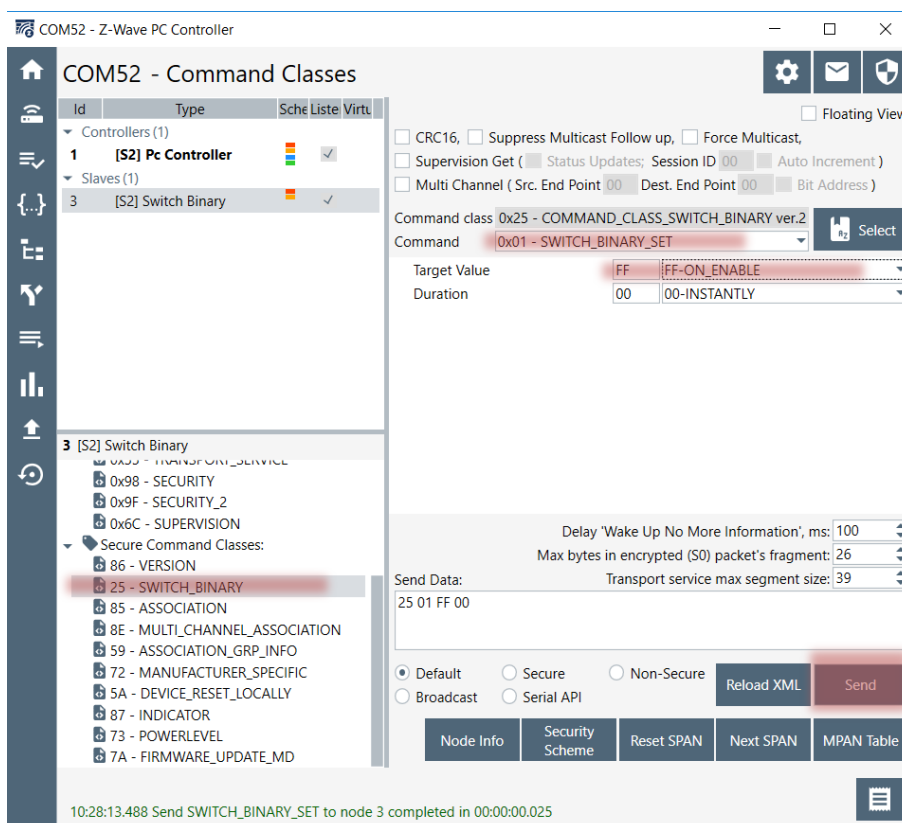 COM52 - Z-Wave PC Controller
COM52 - Command Classes
Id Type Sche Liste Virtu
Controllers (1)
1 [S2] Pc Controller
Slaves (1)
3 [S2] Switch Binary
Floating View
CRC16, Suppress Multicast Follow up, Force Multicast,
Supervision Get ( Status Updates; Session ID 00 Auto Increment )
Multi Channel ( Src. End Point 00 Dest. End Point 00 Bit Address )
Command class 0x25 - COMMAND_CLASS_SWITCH_BINARY ver.2
Command 0x01 - SWITCH_BINARY_SET
Select
Target Value FF FF-ON_ENABLE
Duration 00 00-INSTANTLY
3 [S2] Switch Binary
0x55 - TRANSPORT_SERVICE
0x98 - SECURITY
0x9F - SECURITY_2
0x6C - SUPERVISION
Secure Command Classes:
86 - VERSION
25 - SWITCH_BINARY
85 - ASSOCIATION
8E - MULTI_CHANNEL_ASSOCIATION
59 - ASSOCIATION_GRP_INFO
72 - MANUFACTURER_SPECIFIC
5A - DEVICE_RESET_LOCALLY
87 - INDICATOR
73 - POWERLEVEL
7A - FIRMWARE_UPDATE_MD
Delay 'Wake Up No More Information', ms: 100
Max bytes in encrypted (S0) packet's fragment: 26
Send Data: Transport service max segment size: 39
25 01 FF 00
Default Secure Non-Secure
Broadcast Serial API
Reload XML
Send
Node Info
Security Scheme
Reset SPAN
Next SPAN
MPAN Table
10:28:13.488 Send SWITCH_BINARY_SET to node 3 completed in 00:00:00.025